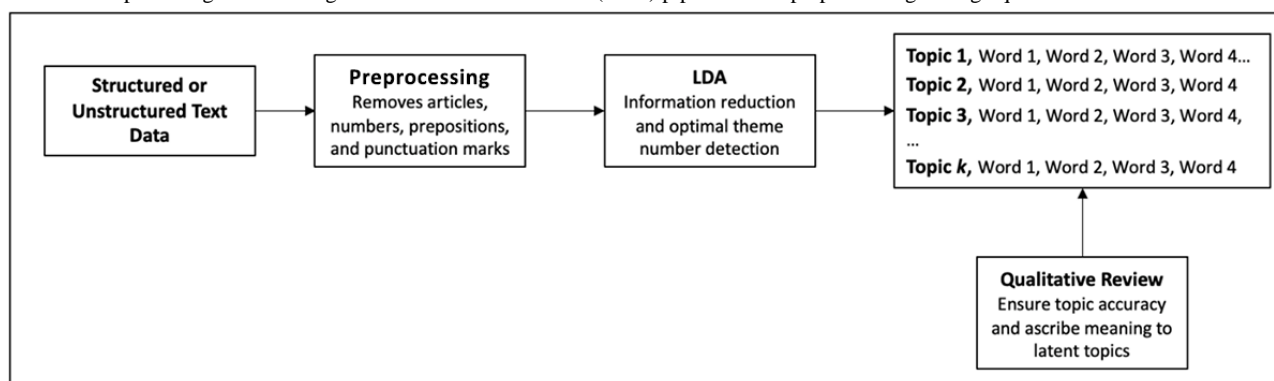 Structured or
Unstructured Text
Data
Preprocessing
Removes articles,
numbers, prepositions,
and punctuation marks
LDA
Information reduction
and optimal theme
number detection
Topic 1, Word 1, Word 2, Word 3, Word 4...
Topic 2, Word 1, Word 2, Word 3, Word 4
Topic 3, Word 1, Word 2, Word 3, Word 4,
...
Topic k, Word 1, Word 2, Word 3, Word 4
Qualitative Review
Ensure topic accuracy
and ascribe meaning to
latent topics